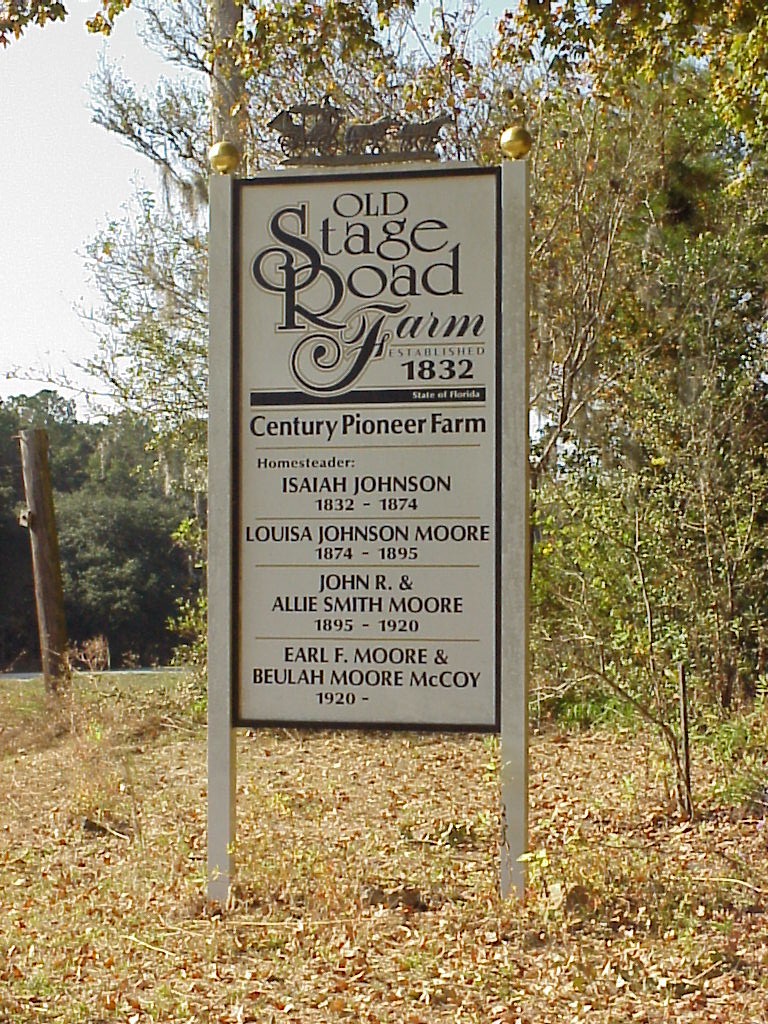 OLD
Stage
Road
Farm
ESTABLISHED
1832
State of Florida
Century Pioneer Farm
Homesteader:
ISAIAH JOHNSON
1832 - 1874
LOUISA JOHNSON MOORE
1874 - 1895
JOHN R. &
ALLIE SMITH MOORE
1895 - 1920
EARL F. MOORE &
BEULAH MOORE McCOY
1920 -